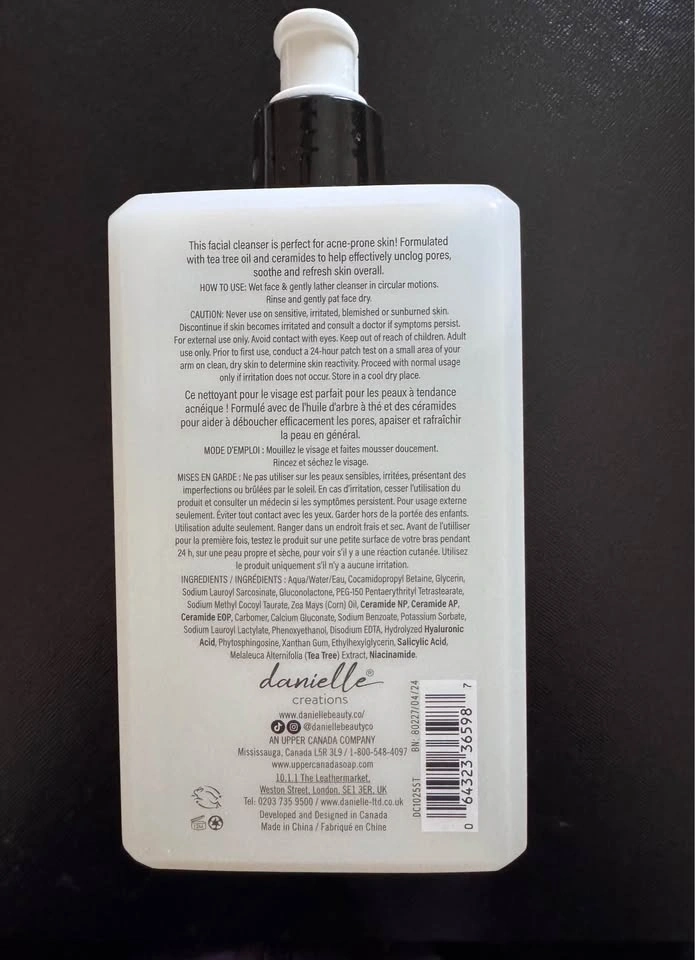 This facial cleanser is perfect for acne-prone skin! Formulated
with tea tree oil and ceramides to help effectively unclog pores,
soothe and refresh skin overall.
HOW TO USE: Wet face & gently lather cleanser in circular motions.
Rinse and gently pat face dry.
CAUTION: Never use on sensitive, irritated, blemished or sunburned skin.
Discontinue if skin becomes irritated and consult a doctor if symptoms persist.
For external use only. Avoid contact with eyes. Keep out of reach of children. Adult
use only. Prior to first use, conduct a 24-hour patch test on a small area of your
arm on clean, dry skin to determine skin reactivity. Proceed with normal usage
only if irritation does not occur. Store in a cool dry place.
Ce nettoyant pour le visage est parfait pour les peaux à tendance
acnéique ! Formulé avec de l'huile d'arbre à thé et des céramides
pour aider à déboucher efficacement les pores, apaiser et rafraîchir
la peau en général.
MODE D'EMPLOI : Mouillez le visage et faites mousser doucement.
Rincez et séchez le visage.
MISES EN GARDE : Ne pas utiliser sur les peaux sensibles, irritées, présentant des
imperfections ou brûlées par le soleil. En cas d'irritation, cesser l'utilisation du
produit et consulter un médecin si les symptômes persistent. Pour usage externe
seulement. Éviter tout contact avec les yeux. Garder hors de la portée des enfants.
Utilisation adulte seulement. Ranger dans un endroit frais et sec. Avant de l'utiliser
pour la première fois, testez le produit sur une petite surface de votre bras pendant
24 h, sur une peau propre et sèche, pour voir s'il y a une réaction cutanée. Utilisez
le produit uniquement s'il n'y a aucune irritation.
INGREDIENTS / INGRÉDIENTS : Aqua/Water/Eau, Cocamidopropyl Betaine, Glycerin,
Sodium Lauroyl Sarcosinate, Gluconolactone, PEG-150 Pentaerythrityl Tetrastearate,
Sodium Methyl Cocoyl Taurate, Zea Mays (Corn) Oil, Ceramide NP, Ceramide AP,
Ceramide EOP, Carbomer, Calcium Gluconate, Sodium Benzoate, Potassium Sorbate,
Sodium Lauroyl Lactylate, Phenoxyethanol, Disodium EDTA, Hydrolyzed Hyaluronic
Acid, Phytosphingosine, Xanthan Gum, Ethylhexylglycerin, Salicylic Acid,
Melaleuca Alternifolia (Tea Tree) Extract, Niacinamide.
danielle®
creations
www.daniellebeauty.co/
@daniellebeautyco
AN UPPER CANADA COMPANY
Mississauga, Canada L5R 3L9 / 1-800-548-4097
www.uppercanadasoap.com
10.1.1 The Leathermarket,
Weston Street, London, SE1 3ER, UK
Tel: 0203 735 9500 / www.danielle-ltd.co.uk
Developed and Designed in Canada
Made in China / Fabriqué en Chine
DC1025ST
BN: 80227/04/24
0 64323 36598 7